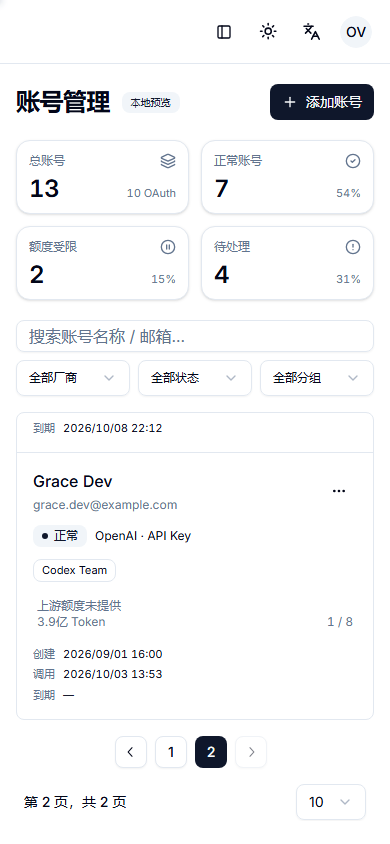 OV
账号管理 本地预览 添加账号
总账号
13 10 OAuth
正常账号
7 54%
额度受限
2 15%
待处理
4 31%
搜索账号名称 / 邮箱...
全部厂商 全部状态 全部分组
到期 2026/10/08 22:12
Grace Dev
grace.dev@example.com
正常 OpenAI · API Key
Codex Team
上游额度未提供
3.9亿 Token 1 / 8
创建 2026/09/01 16:00
调用 2026/10/03 13:53
到期 —
1 2
第 2 页，共 2 页 10